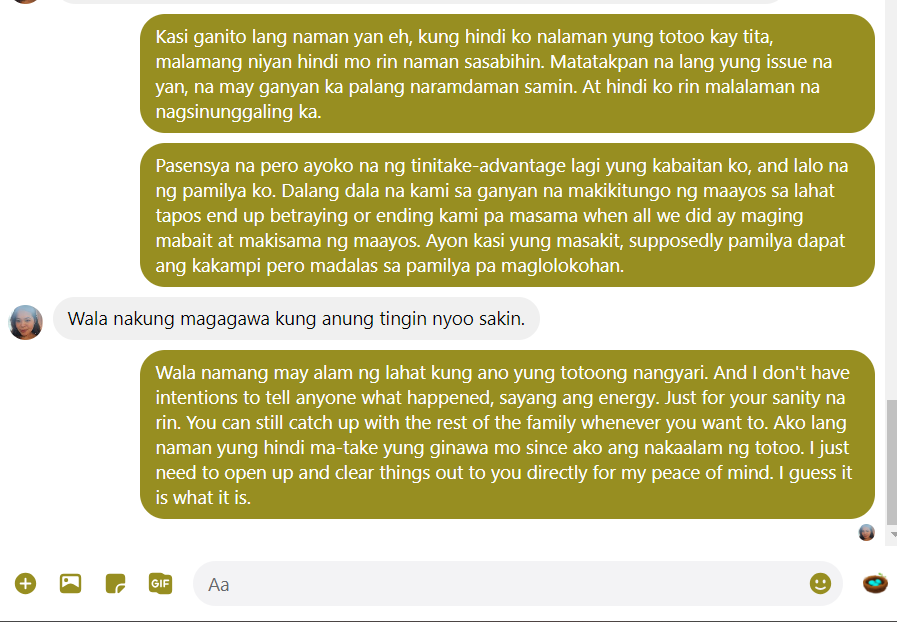 Kasi ganito lang naman yan eh, kung hindi ko nalaman yung totoo kay tita,
malamang niyan hindi mo rin naman sasabihin. Matatakpan na lang yung issue na
yan, na may ganyan ka palang naramdaman samin. At hindi ko rin malalaman na
nagsinunggaling ka.
Pasensya na pero ayoko na ng tinitake-advantage lagi yung kabaitan ko, and lalo na
ng pamilya ko. Dalang dala na kami sa ganyan na makikitungo ng maayos sa lahat
tapos end up betraying or ending kami pa masama when all we did ay maging
mabait at makisama ng maayos. Ayon kasi yung masakit, supposedly pamilya dapat
ang kakampi pero madalas sa pamilya pa maglolokohan.
Wala nakung magagawa kung anung tingin nyoo sakin.
Wala namang may alam ng lahat kung ano yung totoong nangyari. And I don't have
intentions to tell anyone what happened, sayang ang energy. Just for your sanity na
rin. You can still catch up with the rest of the family whenever you want to. Ako lang
naman yung hindi ma-take yung ginawa mo since ako ang nakaalam ng totoo. I just
need to open up and clear things out to you directly for my peace of mind. I guess it
is what it is.
GIF
Aa